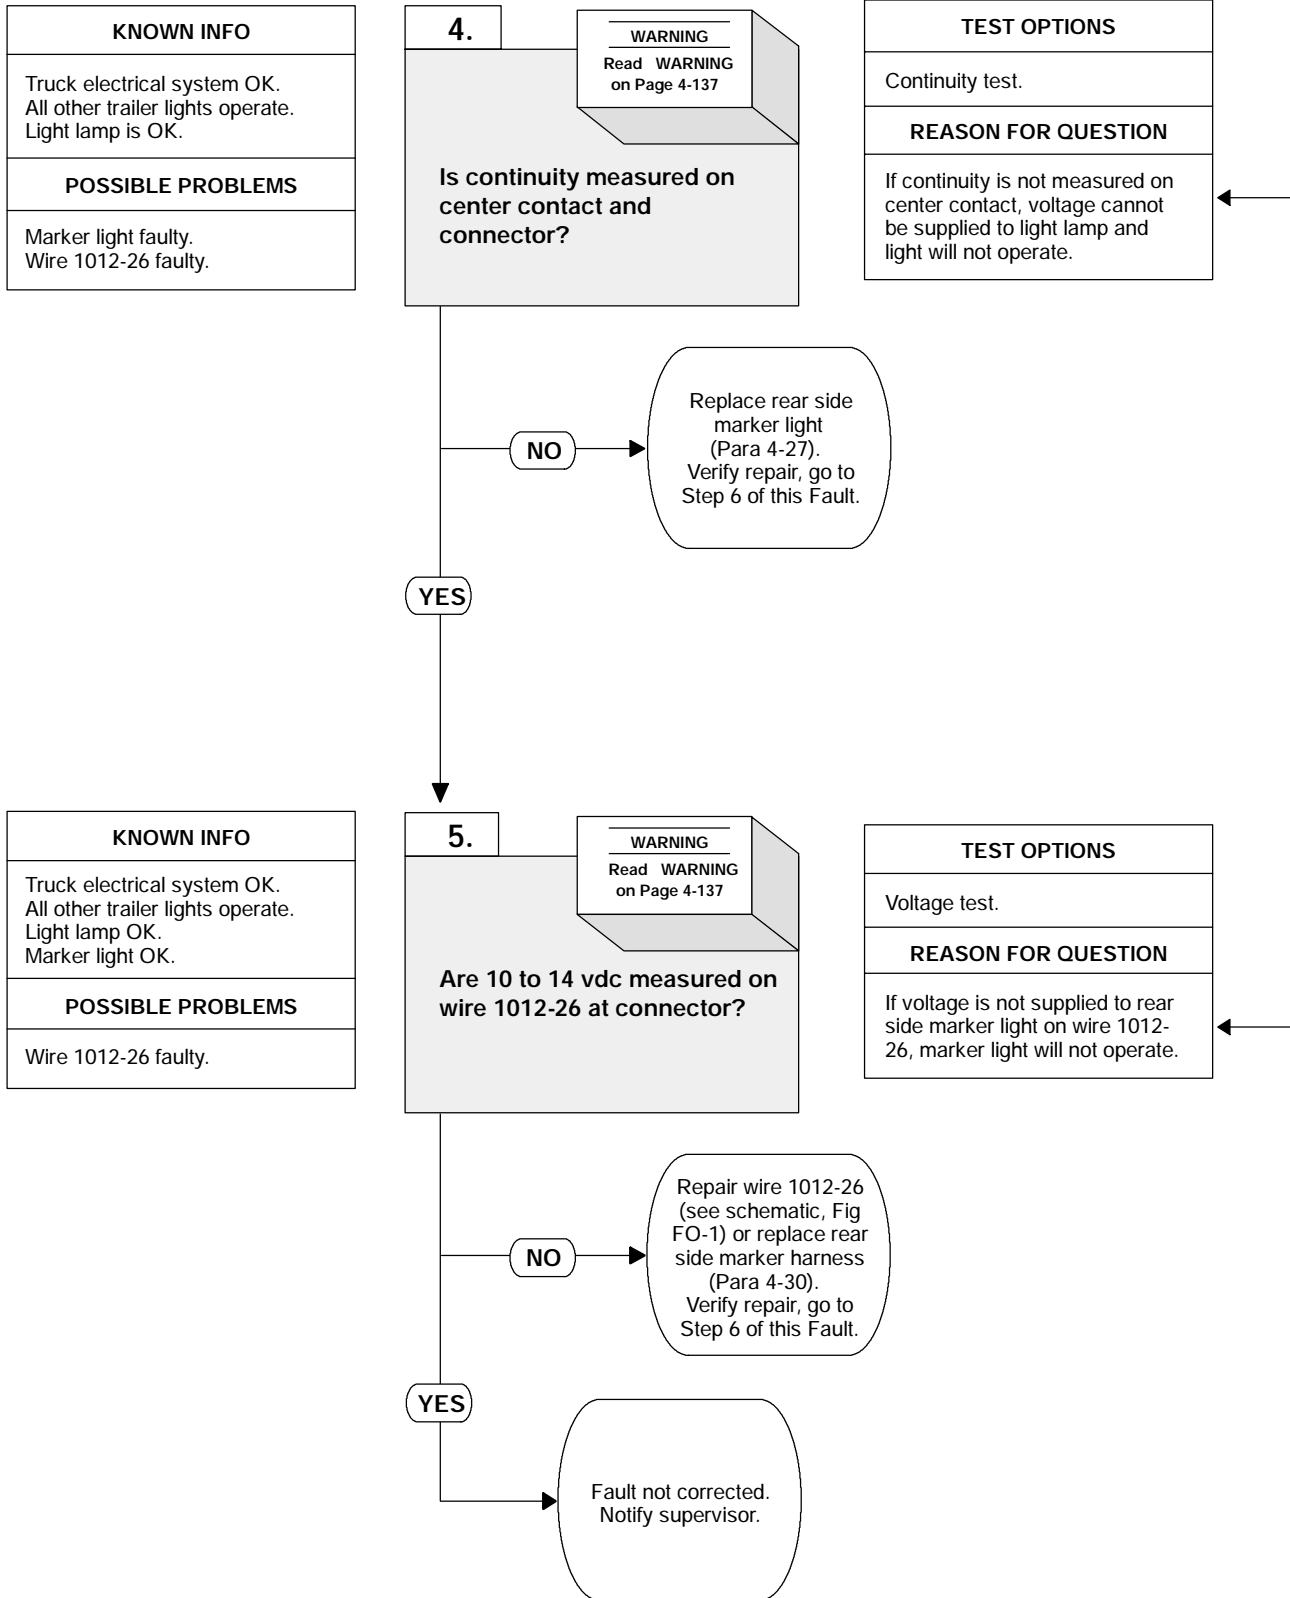 KNOWN INFO
Truck electrical system OK.
All other trailer lights operate.
Light lamp is OK.
POSSIBLE PROBLEMS
Marker light faulty.
Wire 1012-26 faulty.
4.
WARNING
Read WARNING
on Page 4-137
Is continuity measured on
center contact and
connector?
TEST OPTIONS
Continuity test.
REASON FOR QUESTION
If continuity is not measured on
center contact, voltage cannot
be supplied to light lamp and
light will not operate.
NO
Replace rear side
marker light
(Para 4-27).
Verify repair, go to
Step 6 of this Fault.
YES
KNOWN INFO
Truck electrical system OK.
All other trailer lights operate.
Light lamp OK.
Marker light OK.
POSSIBLE PROBLEMS
Wire 1012-26 faulty.
5.
WARNING
Read WARNING
on Page 4-137
Are 10 to 14 vdc measured on
wire 1012-26 at connector?
TEST OPTIONS
Voltage test.
REASON FOR QUESTION
If voltage is not supplied to rear
side marker light on wire 1012-
26, marker light will not operate.
NO
Repair wire 1012-26
(see schematic, Fig
FO-1) or replace rear
side marker harness
(Para 4-30).
Verify repair, go to
Step 6 of this Fault.
YES
Fault not corrected.
Notify supervisor.